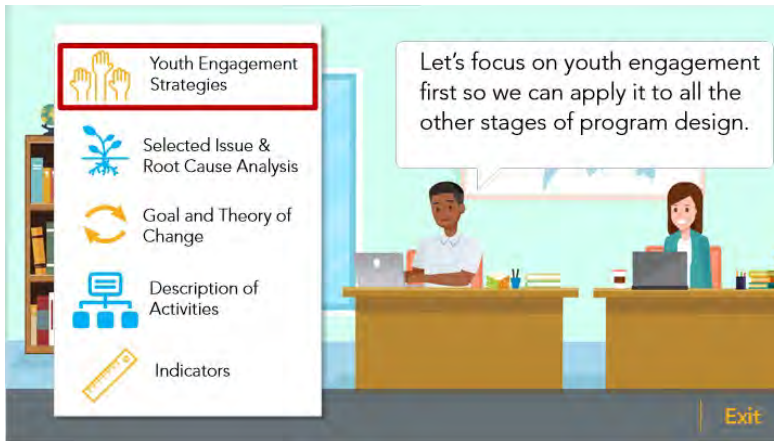 Youth Engagement
Strategies
Selected Issue &
Root Cause Analysis
Goal and Theory of
Change
Description of
Activities
Indicators
Let's focus on youth engagement
first so we can apply it to all the
other stages of program design.
Exit